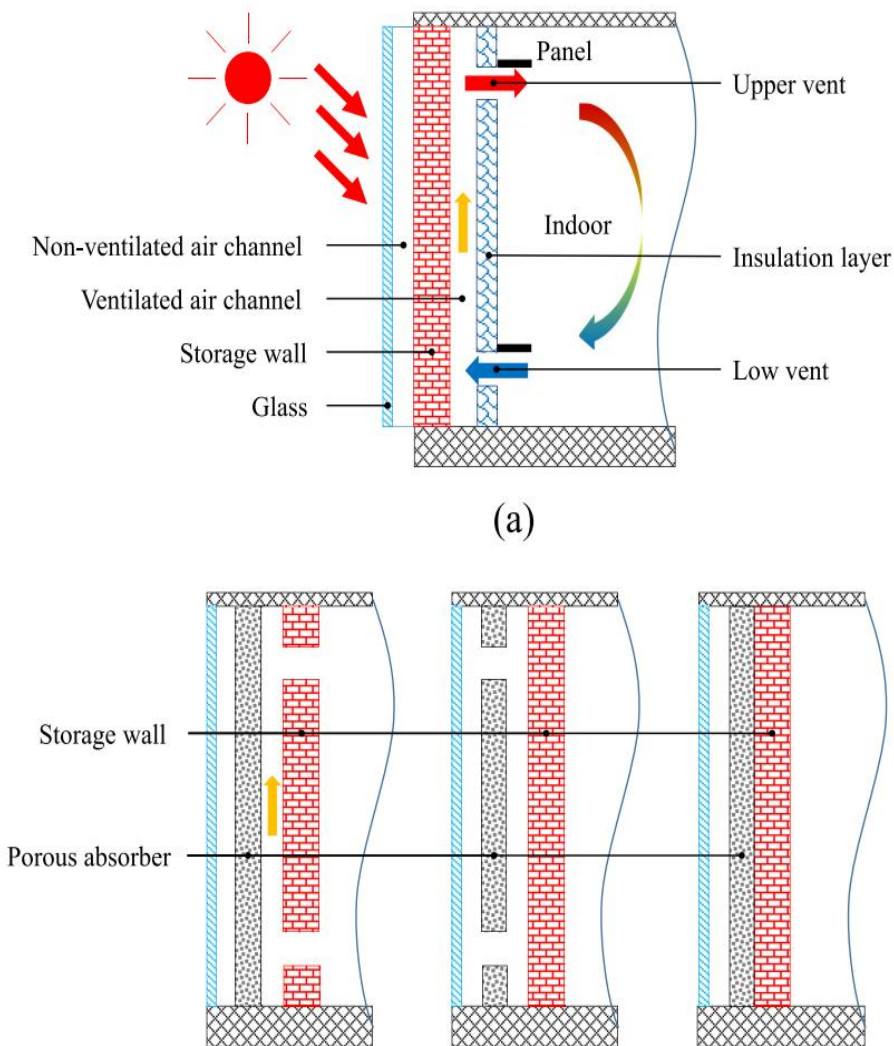 Panel
Upper vent
Non-ventilated air channel
Indoor
Insulation layer
Ventilated air channel
Storage wall
Low vent
Glass
(a)
Storage wall
Porous absorber